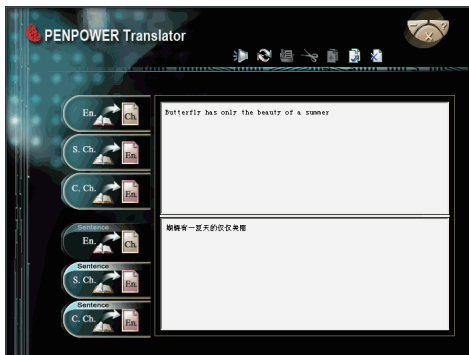 PENPOWER Translator
En. Ch.
Butterfly has only the beauty of a summer
S. Ch. En.
C. Ch. En.
Sentence
En. Ch.
蝴蝶有一夏天的仅仅美丽
Sentence
S. Ch. En.
Sentence
C. Ch. En.